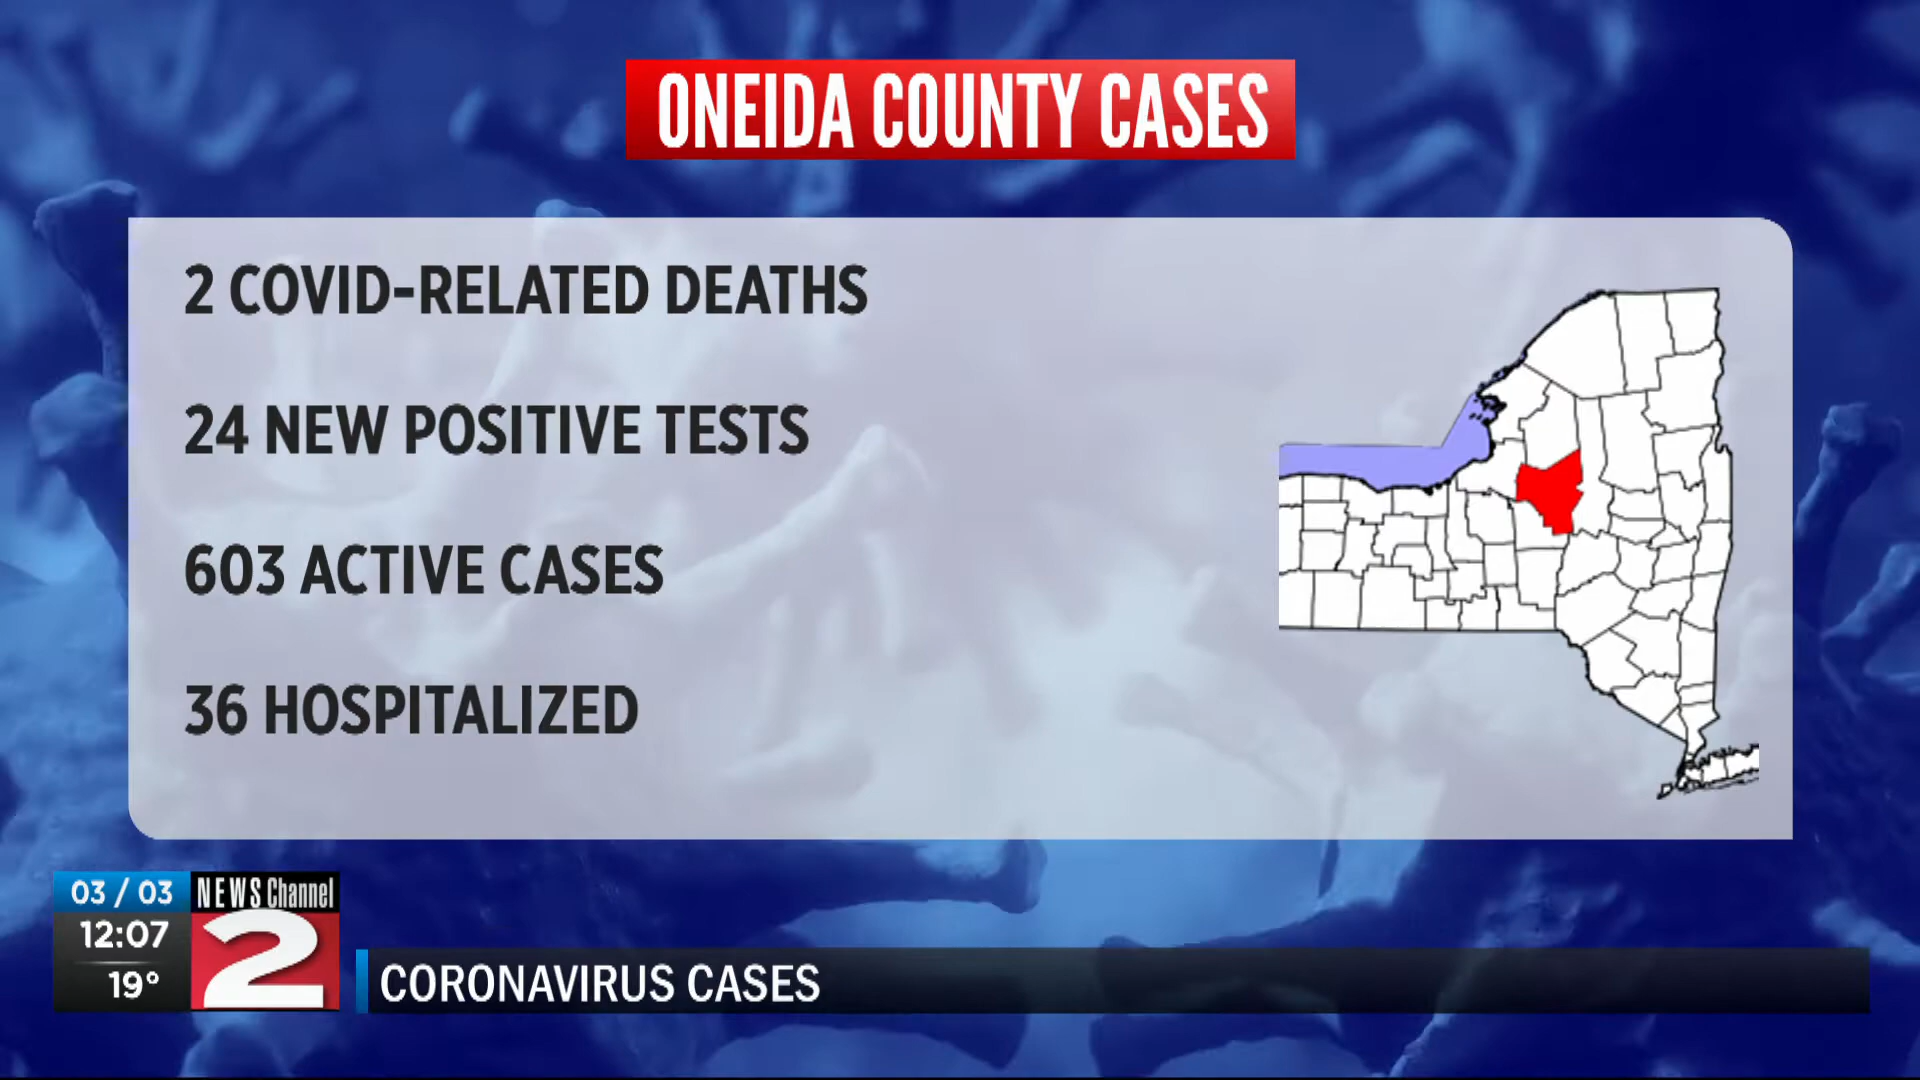 ONEIDA COUNTY CASES
2 COVID-RELATED DEATHS
24 NEW POSITIVE TESTS
603 ACTIVE CASES
36 HOSPITALIZED
03 / 03
12:07
19°
NEWS Channel
2
CORONAVIRUS CASES